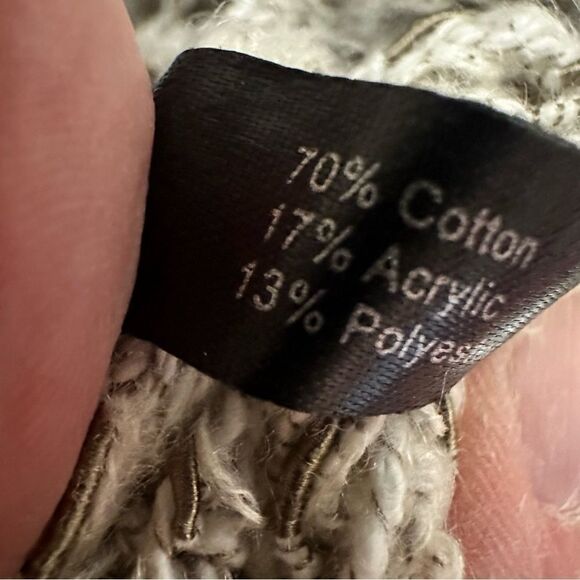 70% Cotton
17% Acrylic
13% Polyes